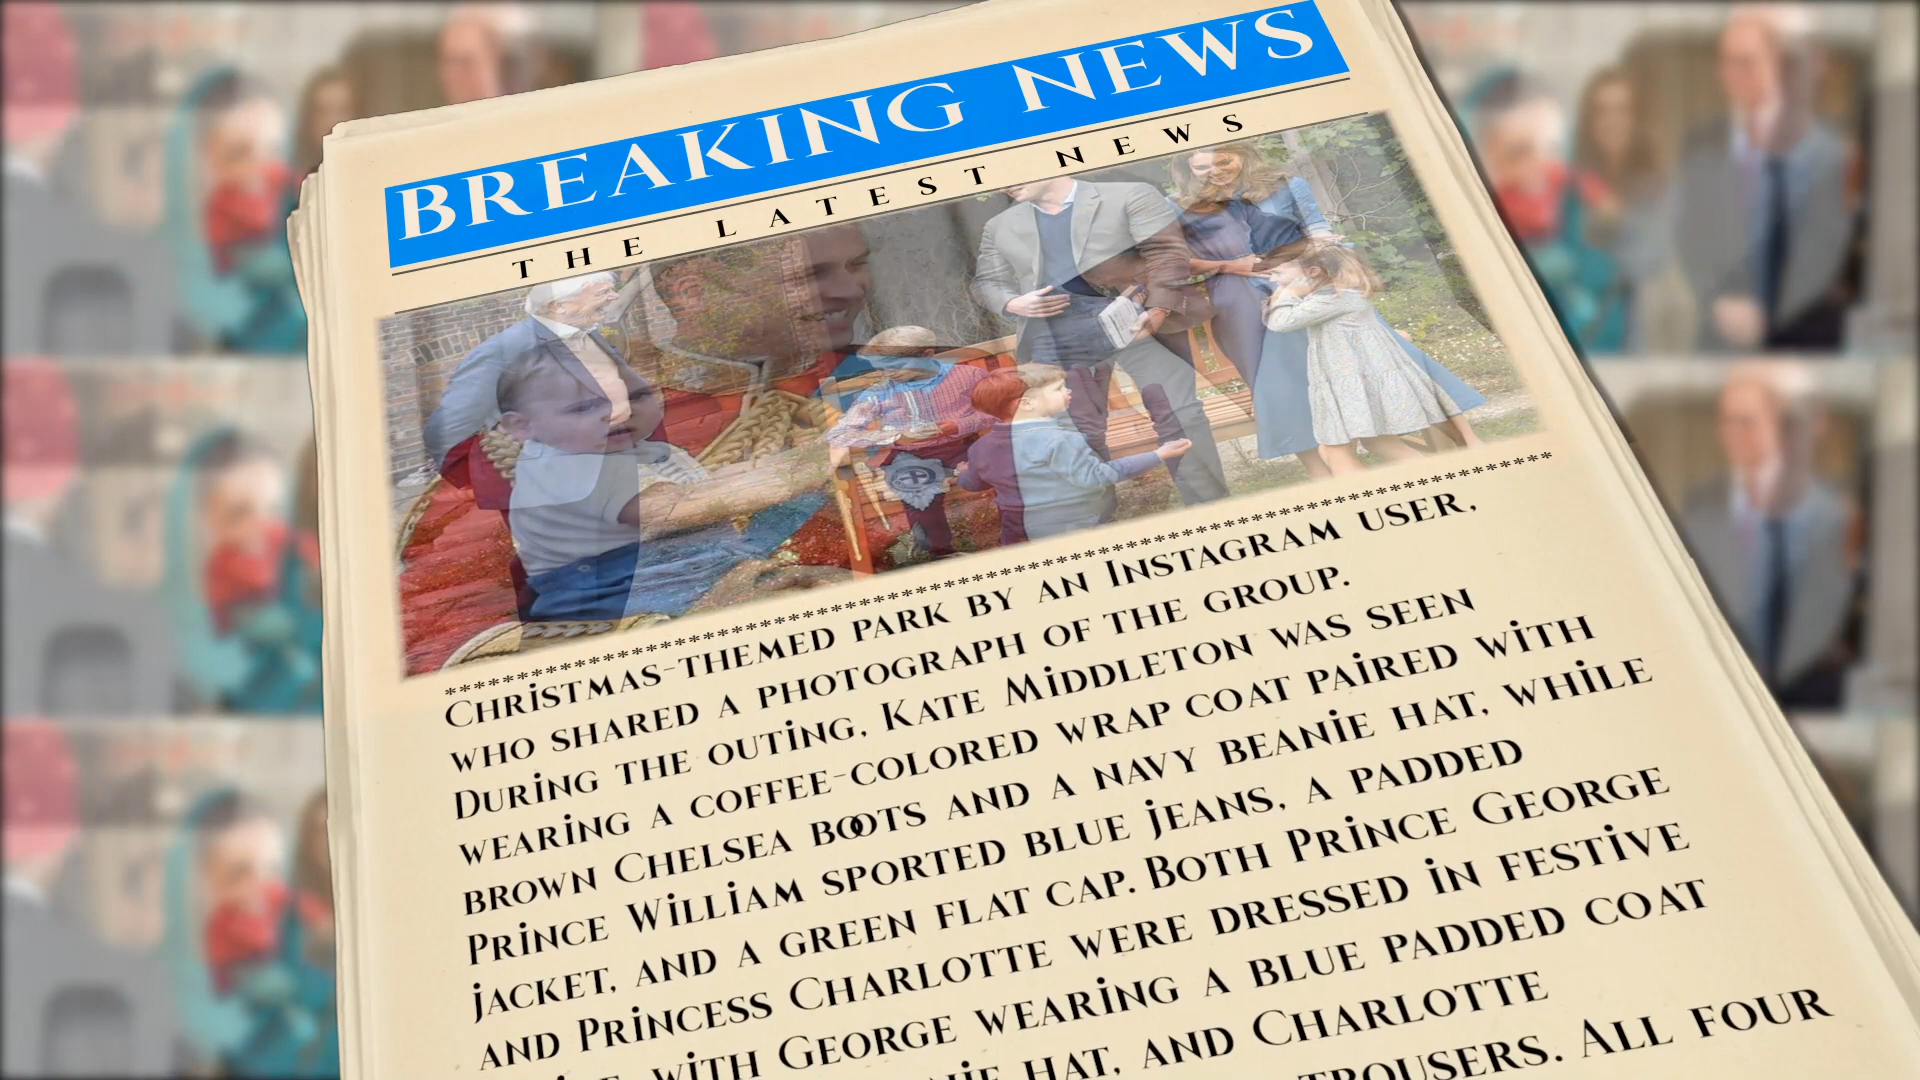 BREAKING NEWS
THE LATEST NEWS
**********************************************************************************
Christmas-themed park by an Instagram user,
who shared a photograph of the group.
During the outing, Kate Middleton was seen
wearing a coffee-colored wrap coat paired with
brown Chelsea boots and a navy beanie hat, while
Prince William sported blue jeans, a padded
jacket, and a green flat cap. Both Prince George
and Princess Charlotte were dressed in festive
with George wearing a blue padded coat
hat, and Charlotte
trousers. All four